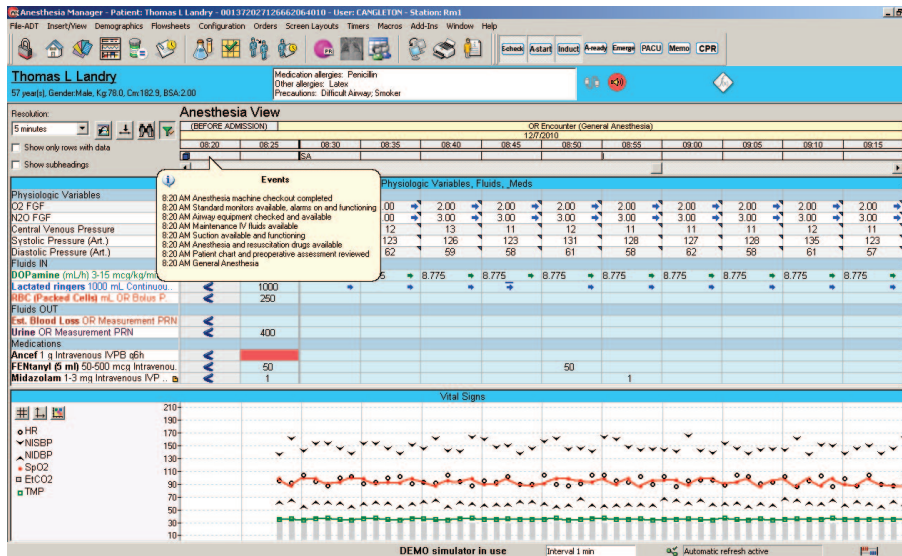 Anesthesia Manager - Patient: Thomas L Landry - 0013720271266620640​10 - User: CANGLETON - Station: Rm1
File-ADT Insert/View Demographics Flowsheets Configuration Orders Screen Layouts Timers Macros Add-Ins Window Help
Scheck A-start Induct A-ready Emerge PACU Memo CPR
Thomas L Landry
57 year(s), Gender:Male, Kg:78.0, Cm:182.9, BSA:2.00
Medication allergies: Penicillin
Other allergies: Latex
Precautions: Difficult Airway; Smoker
Resolution:
5 minutes
Show only rows with data
Show subheadings
Anesthesia View
(BEFORE ADMISSION) OR Encounter (General Anesthesia)
12/7/2010
08:20 08:25 08:30 08:35 08:40 08:45 08:50 08:55 09:00 09:05 09:10 09:15
SA I
Physiologic Variables, Fluids, _Meds
Events
8:20 AM Anesthesia machine checkout completed
8:20 AM Standard monitors available, alarms on and functioning
8:20 AM Airway equipment checked and available
8:20 AM Maintenance IV fluids available
8:20 AM Suction available and functioning
8:20 AM Anesthesia and resuscitation drugs available
8:20 AM Patient chart and preoperative assessment reviewed
8:20 AM General Anesthesia
Physiologic Variables
O2 FGF .00 2.00 2.00 2.00 2.00 2.00 2.00 2.00 2.00
N2O FGF .00 3.00 3.00 3.00 3.00 3.00 3.00 3.00 3.00
Central Venous Pressure 12 13 11 12 11 11 12 11 11
Systolic Pressure (Art.) 123 126 123 131 128 127 128 135 123
Diastolic Pressure (Art.) 62 59 58 61 58 62 58 61 57
Fluids IN
DOPamine (mL/h) 3-15 mcg/kg/m 5 8.775 8.775 8.775 8.775 8.775 8.775 8.775 8.775
Lactated ringers 1000 mL Continuou.. 1000
RBC (Packed Cells) mL OR Bolus P.. 250
Fluids OUT
Est. Blood Loss OR Measurement PRN
Urine OR Measurement PRN 400
Medications
Ancef 1 g Intravenous IVPB q6h
FENtanyl (5 ml) 50-500 mcg Intravenou.. 50 50
Midazolam 1-3 mg Intravenous IVP .. 1 1
Vital Signs
HR
NISBP
NIDBP
SpO2
EtCO2
TMP
210
190
170
150
130
110
90
70
50
30
10
DEMO simulator in use Interval 1 min Automatic refresh active